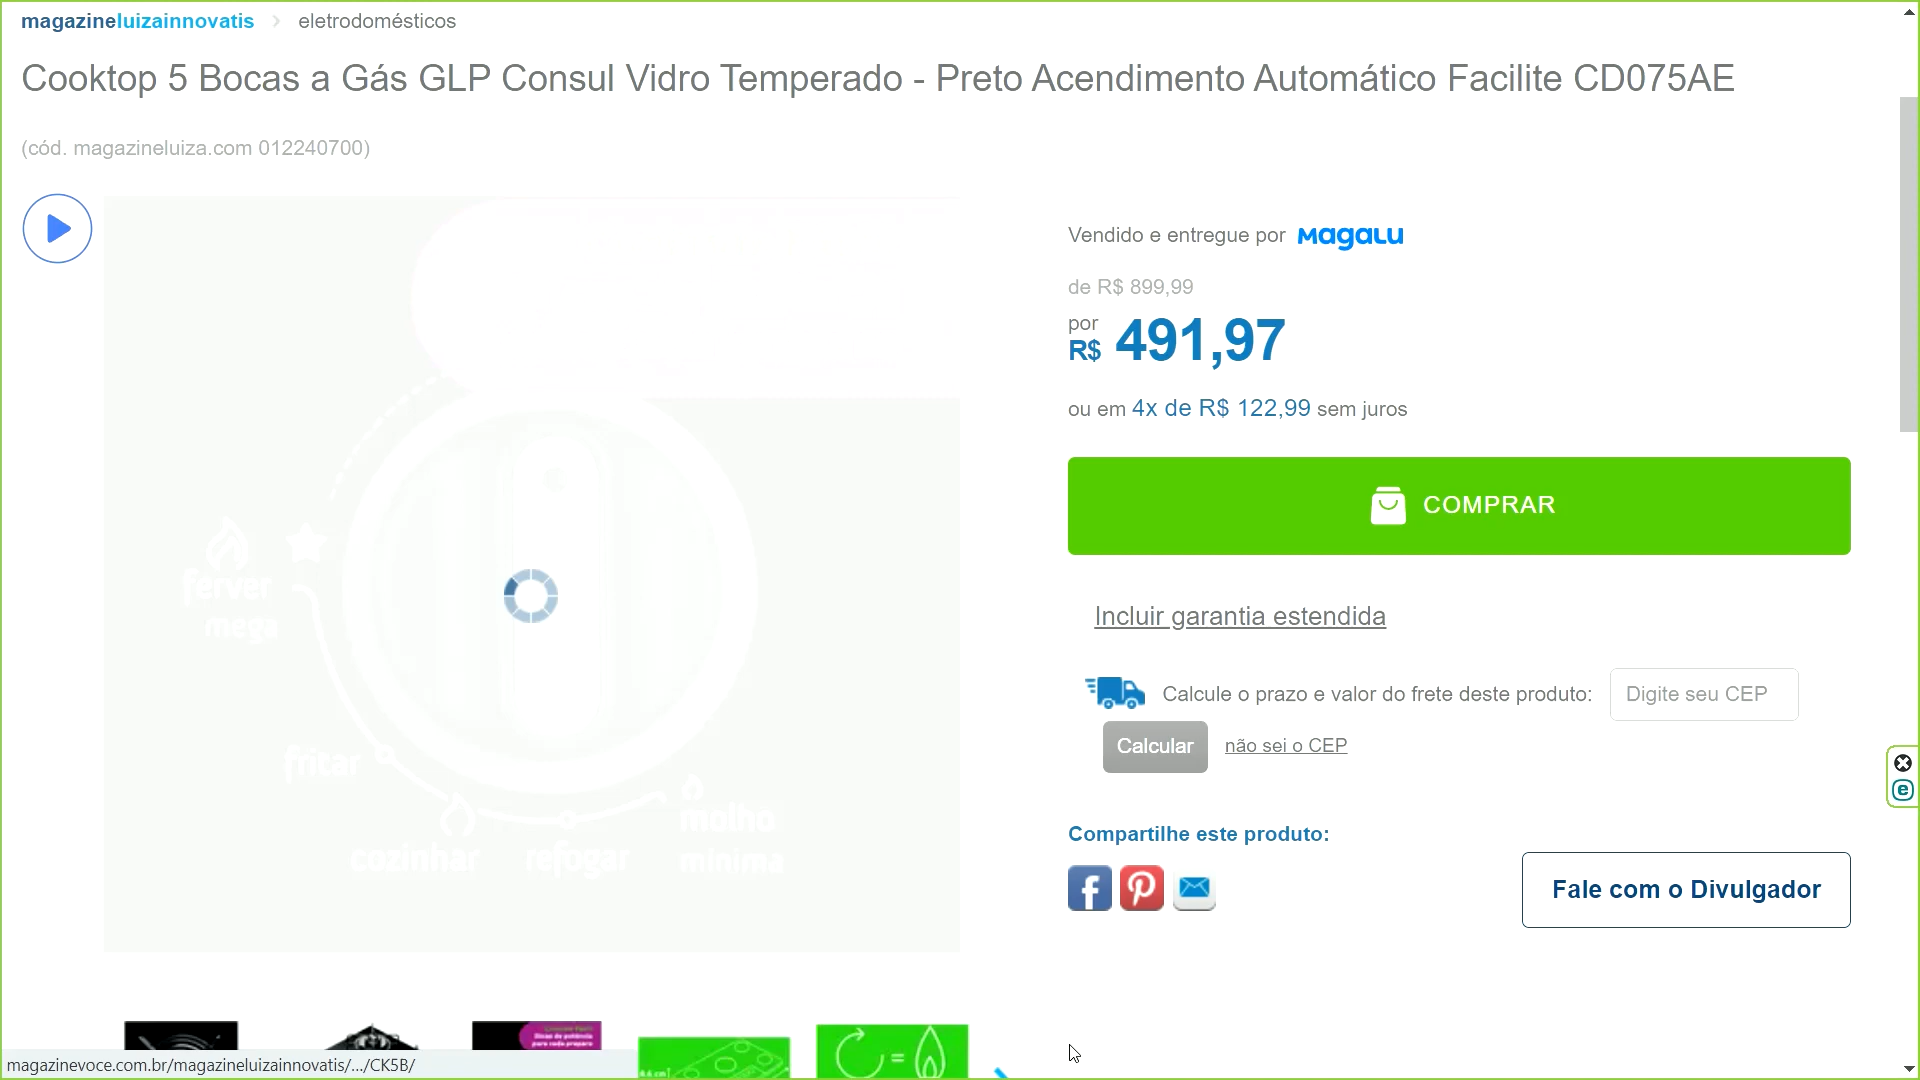 magazineluizainnovatis > eletrodomésticos
Cooktop 5 Bocas a Gás GLP Consul Vidro Temperado - Preto Acendimento Automático Facilite CD075AE
(cód. magazineluiza.com 012240700)
Vendido e entregue por Magalu
de R$ 899,99
por
R$ 491,97
ou em 4x de R$ 122,99 sem juros
COMPRAR
Incluir garantia estendida
Calcule o prazo e valor do frete deste produto: Digite seu CEP
Calcular não sei o CEP
Compartilhe este produto:
Fale com o Divulgador
ferver
mega
fritar
cozinhar
refogar
molho
mínima
magazinevoce.com.br/magazineluizainnovatis/.../CK5B/